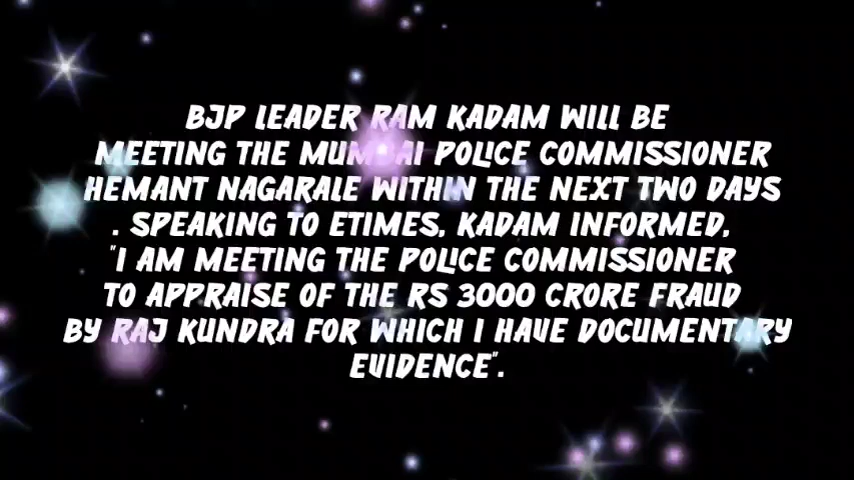 BJP LEADER RAM KADAM WILL BE
MEETING THE MUMBAI POLICE COMMISSIONER
HEMANT NAGARALE WITHIN THE NEXT TWO DAYS
. SPEAKING TO ETIMES, KADAM INFORMED,
"I AM MEETING THE POLICE COMMISSIONER
TO APPRAISE OF THE RS 3000 CRORE FRAUD
BY RAJ KUNDRA FOR WHICH I HAVE DOCUMENTARY
EVIDENCE".